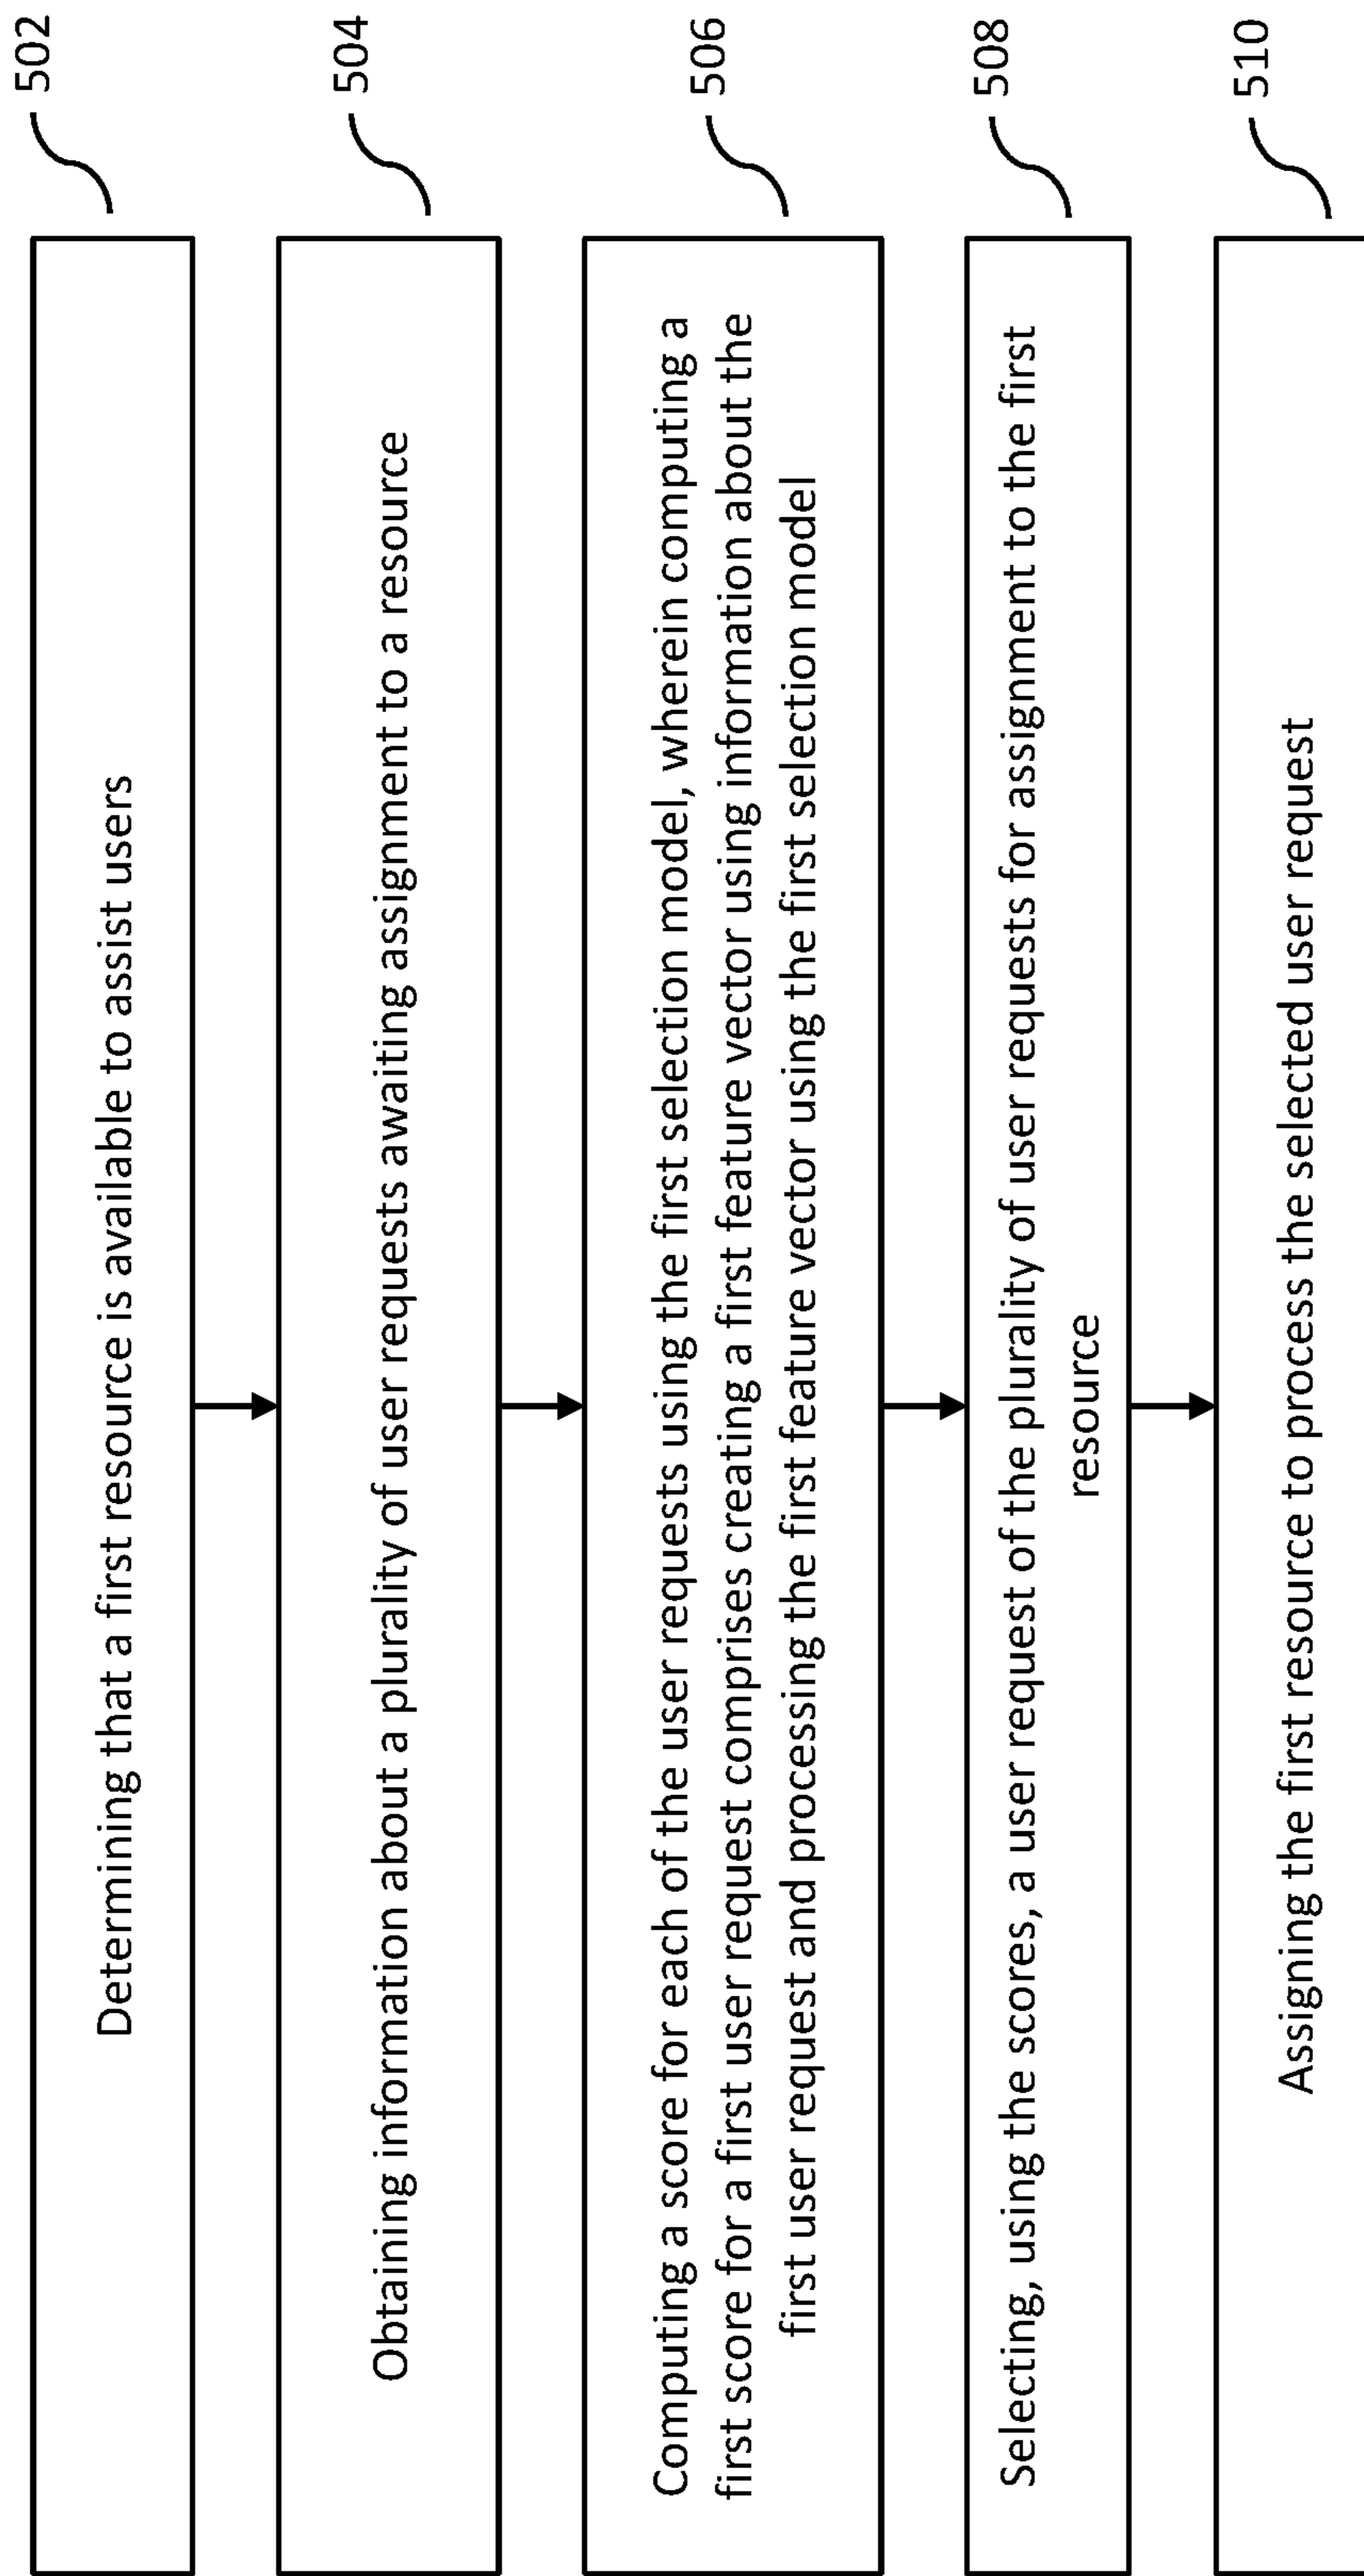 502
Determining that a first resource is available to assist users
504
Obtaining information about a plurality of user requests awaiting assignment to a resource
506
Computing a score for each of the user requests using the first selection model, wherein computing a
first score for a first user request comprises creating a first feature vector using information about the
first user request and processing the first feature vector using the first selection model
508
Selecting, using the scores, a user request of the plurality of user requests for assignment to the first
resource
510
Assigning the first resource to process the selected user request